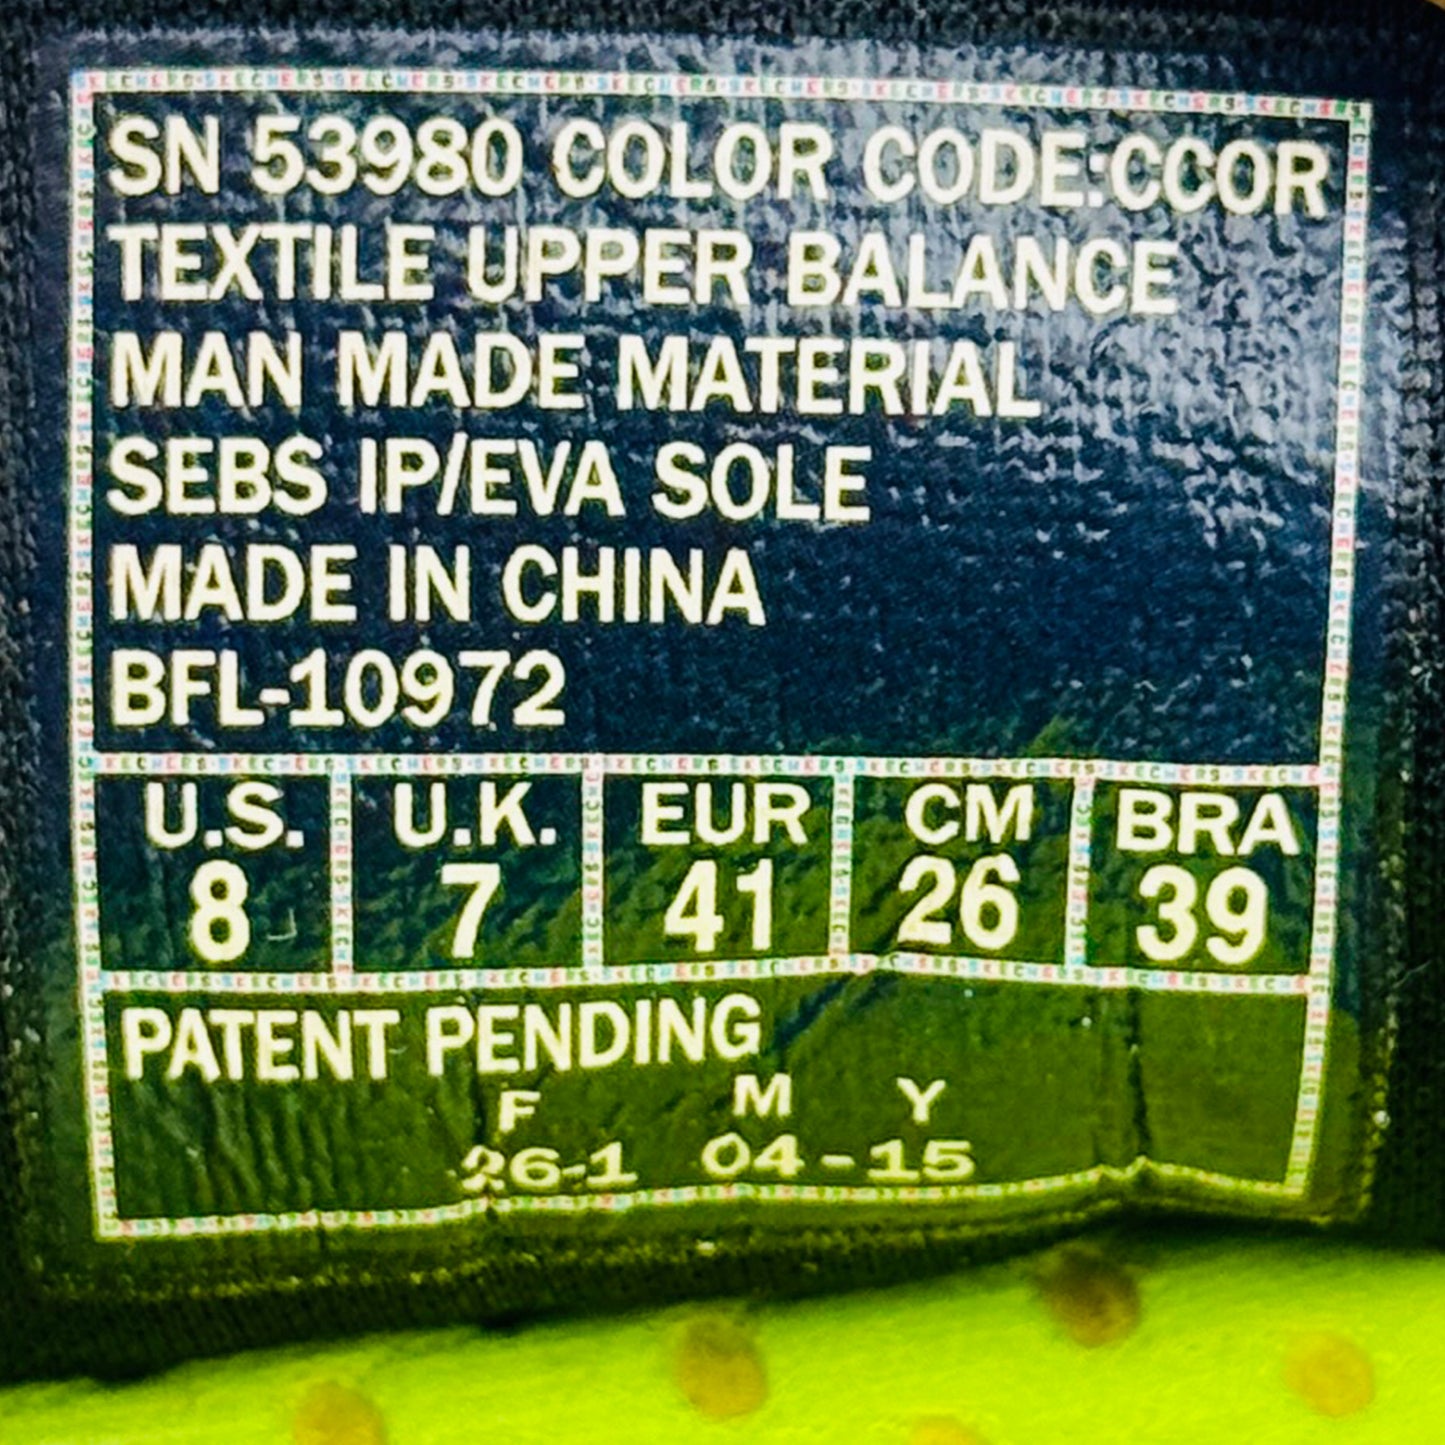 SN 53980 COLOR CODE:CCOR
TEXTILE UPPER BALANCE
MAN MADE MATERIAL
SEBS IP/EVA SOLE
MADE IN CHINA
BFL-10972
U.S. U.K. EUR CM BRA
8 7 41 26 39
PATENT PENDING
F M Y
26-1 04-15